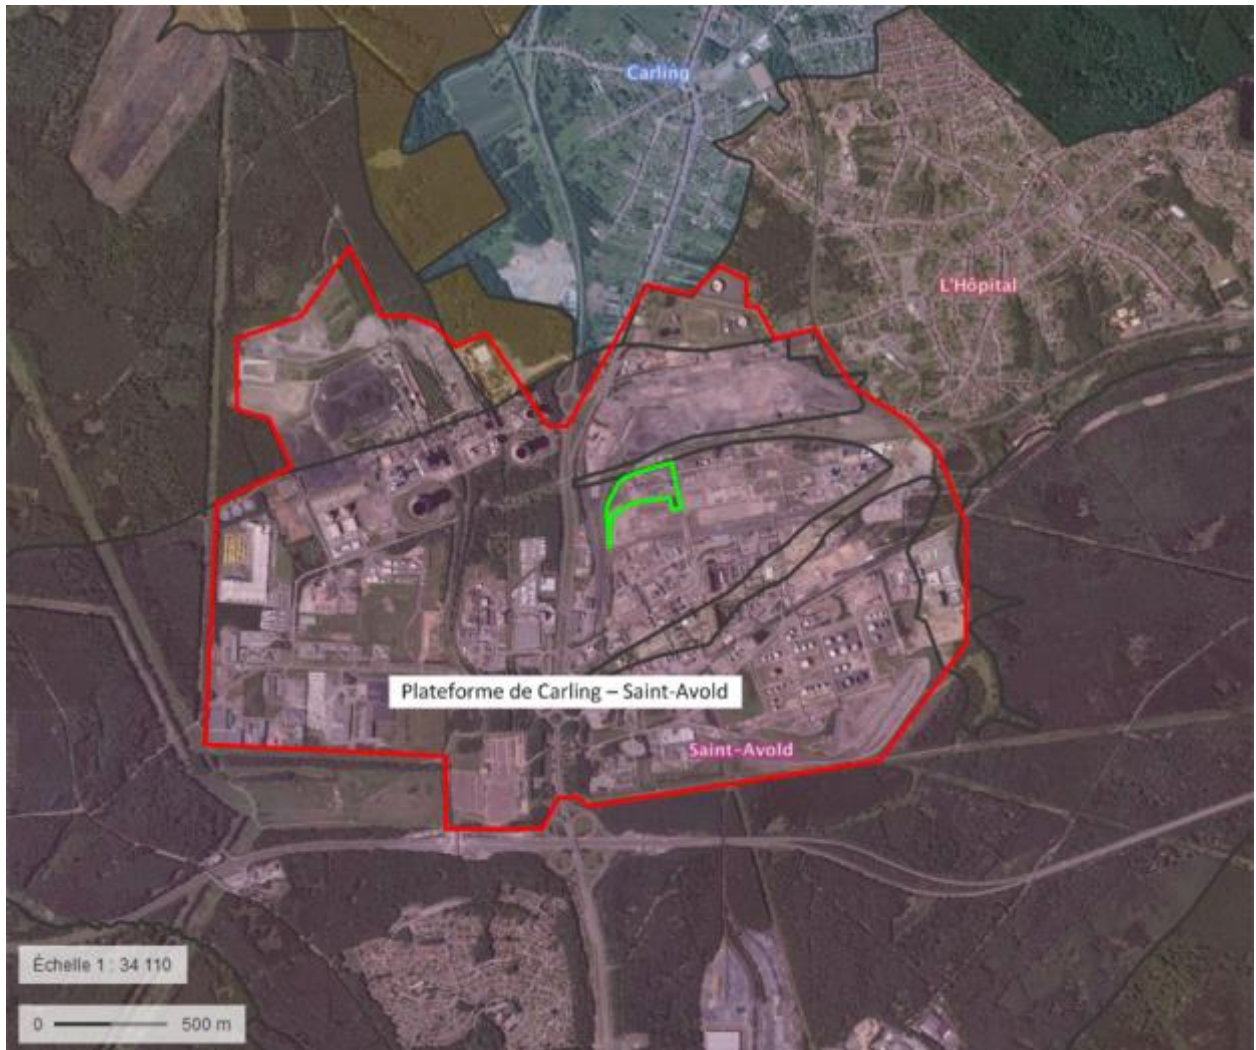 Carling
L'Hôpital
Plateforme de Carling – Saint-Avold
Saint-Avold
Échelle 1 : 34 110
0 500 m